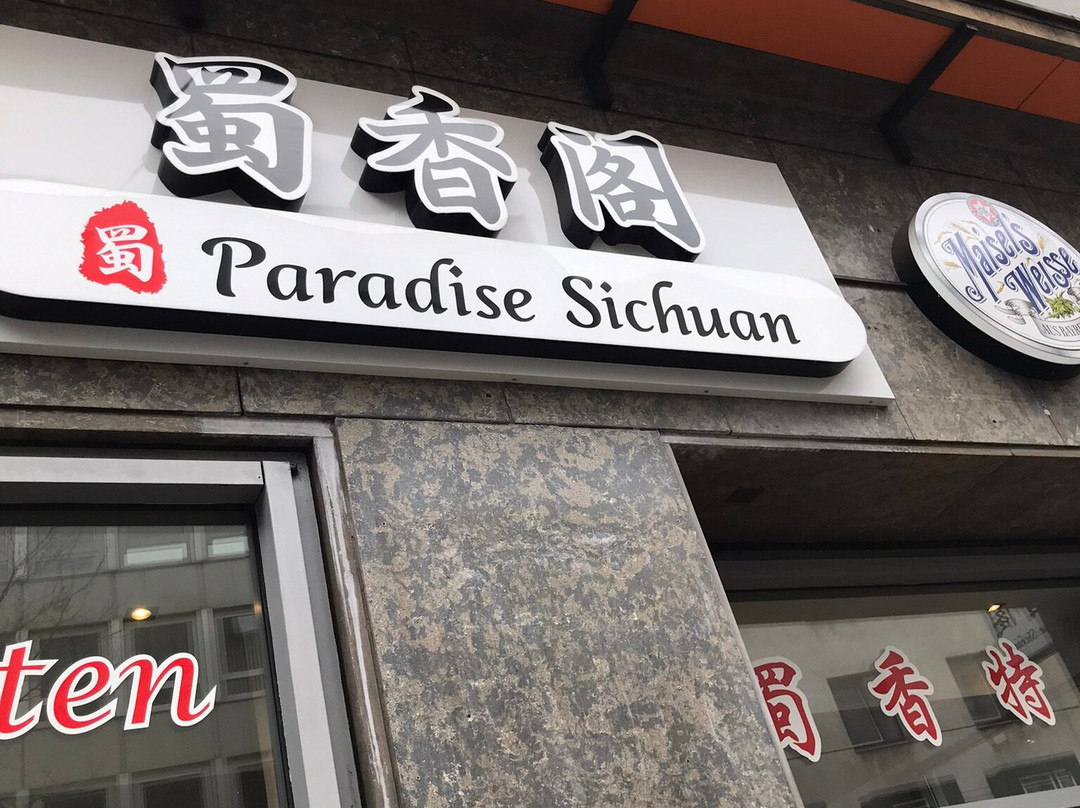 蜀香阁
蜀 Paradise Sichuan
Maisel's
Weisse
ten
蜀香特